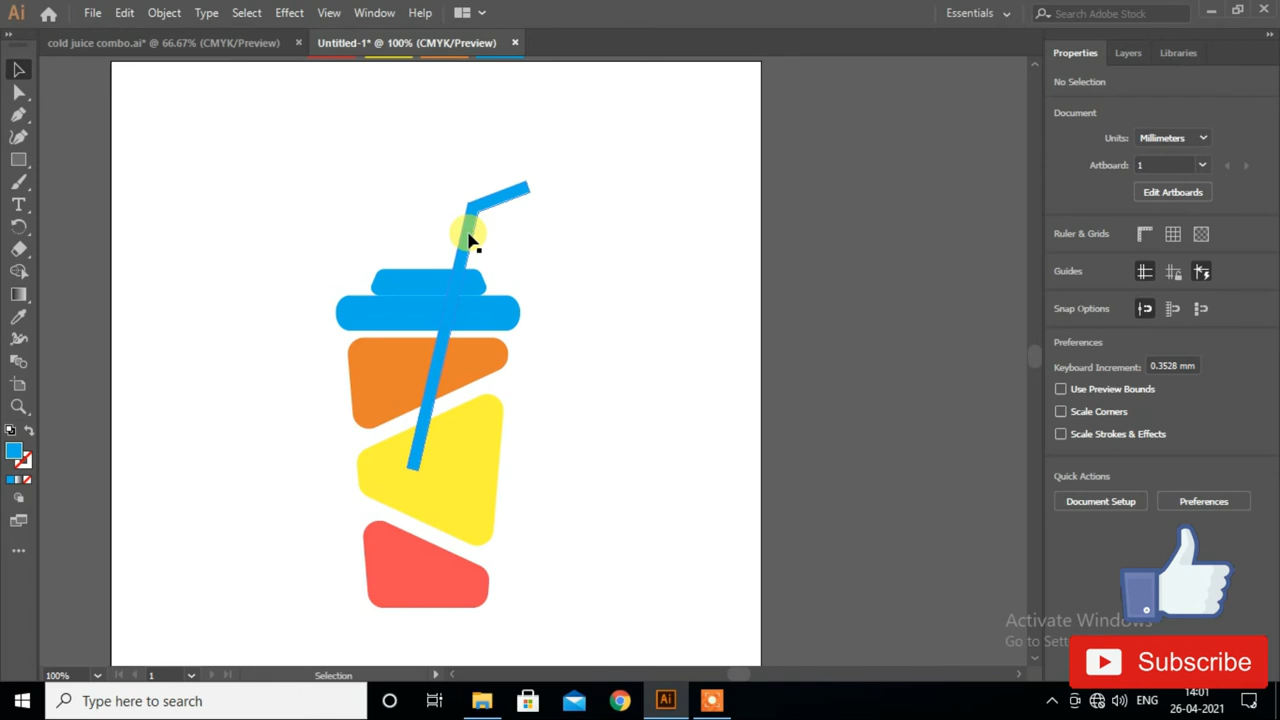 Ai File Edit Object Type Select Effect View Window Help Essentials Search Adobe Stock
cold juice combo.ai* @ 66.67% (CMYK/Preview) × Untitled-1* @ 100% (CMYK/Preview) ×
Properties Layers Libraries
No Selection
Document
Units: Millimeters
Artboard: 1
Edit Artboards
Ruler & Grids
Guides
Snap Options
Preferences
Keyboard Increment: 0.3528 mm
Use Preview Bounds
Scale Corners
Scale Strokes & Effects
Quick Actions
Document Setup Preferences
Activate Windows
Go to Sett
Subscribe
100% 1 Selection
Type here to search Ai ENG 14:01
26-04-2021